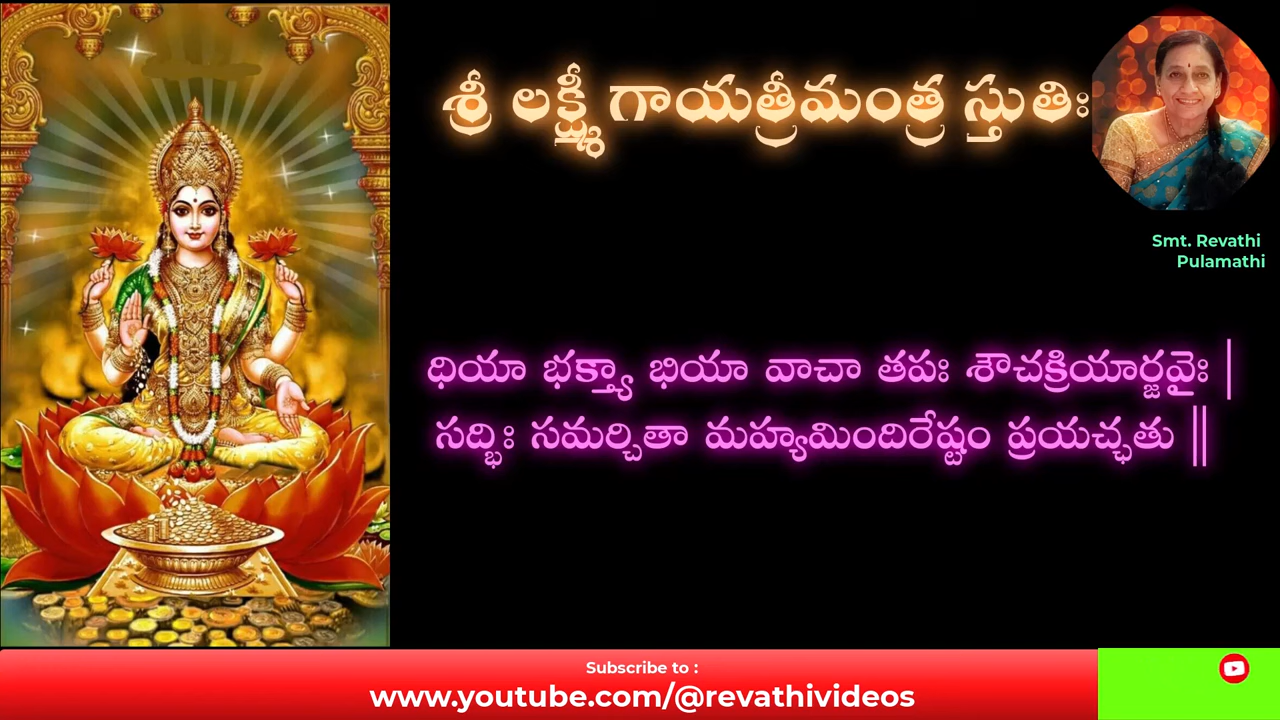 శ్రీ లక్ష్మీగాయత్రీమంత్ర స్తుతిః
Smt. Revathi
Pulamathi
ధియా భక్త్యా భియా వాచా తపః శౌచక్రియార్జవైః |
సద్భిః సమర్చితా మహ్యమిందిరేష్టం ప్రయచ్ఛతు ||
Subscribe to :
www.youtube.com/@revathivideos